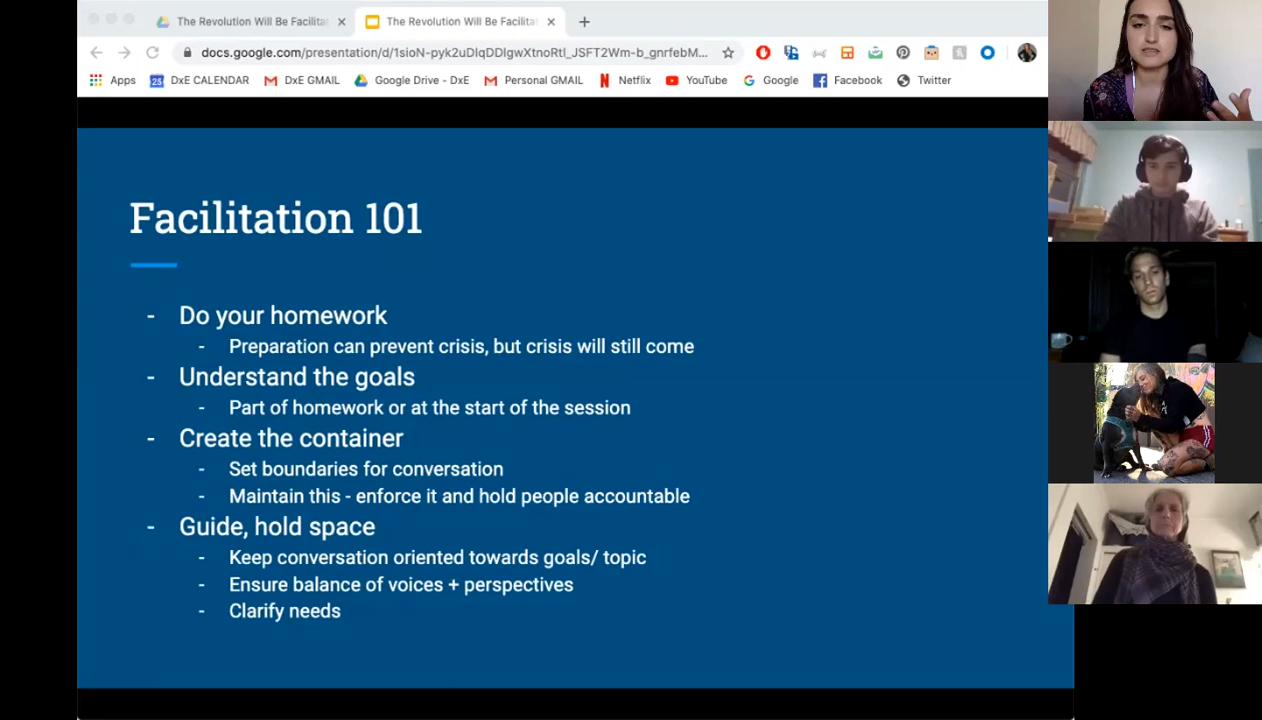 The Revolution Will Be Facilitat
The Revolution Will Be Facilitat
docs.google.com/presentation/d/1sioN-pyk2uDlqDDlgwXtnoRtl_JSFT2Wm-b_gnrfebM...
Apps
25
DxE CALENDAR
DxE GMAIL
Google Drive - DxE
Personal GMAIL
Netflix
YouTube
Google
Facebook
Twitter
Facilitation 101
- Do your homework
- Preparation can prevent crisis, but crisis will still come
- Understand the goals
- Part of homework or at the start of the session
- Create the container
- Set boundaries for conversation
- Maintain this - enforce it and hold people accountable
- Guide, hold space
- Keep conversation oriented towards goals/ topic
- Ensure balance of voices + perspectives
- Clarify needs